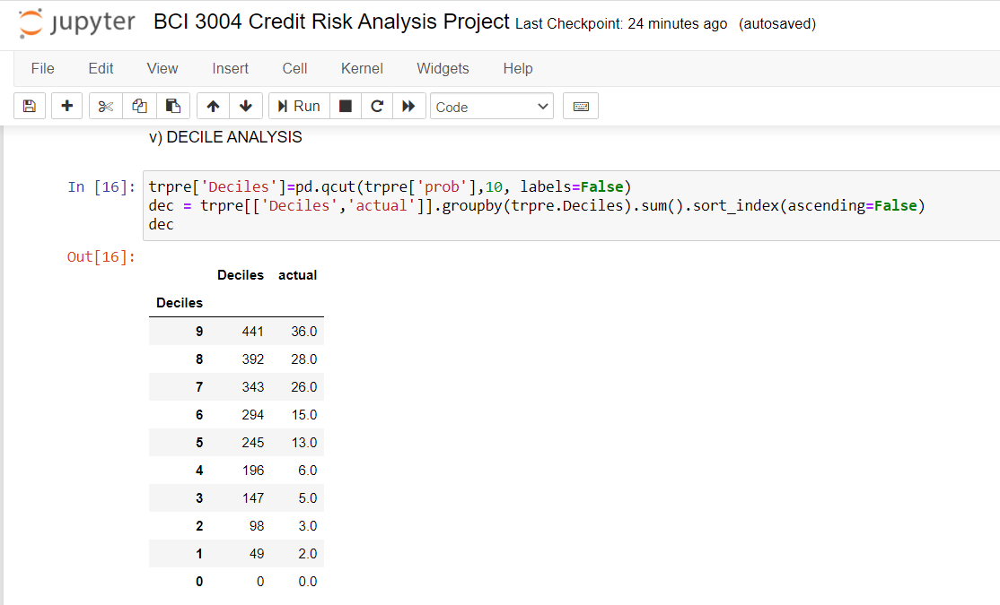 jupyter BCI 3004 Credit Risk Analysis Project Last Checkpoint: 24 minutes ago (autosaved)
File Edit View Insert Cell Kernel Widgets Help
Run Code
v) DECILE ANALYSIS
In [16]: trpre['Deciles']=pd.qcut(trpre['prob'],10, labels=False)
dec = trpre[['Deciles','actual']].groupby(trpre.Deciles).sum().sort_index(ascending=False)
dec
Out[16]:
Deciles actual
Deciles
9 441 36.0
8 392 28.0
7 343 26.0
6 294 15.0
5 245 13.0
4 196 6.0
3 147 5.0
2 98 3.0
1 49 2.0
0 0 0.0